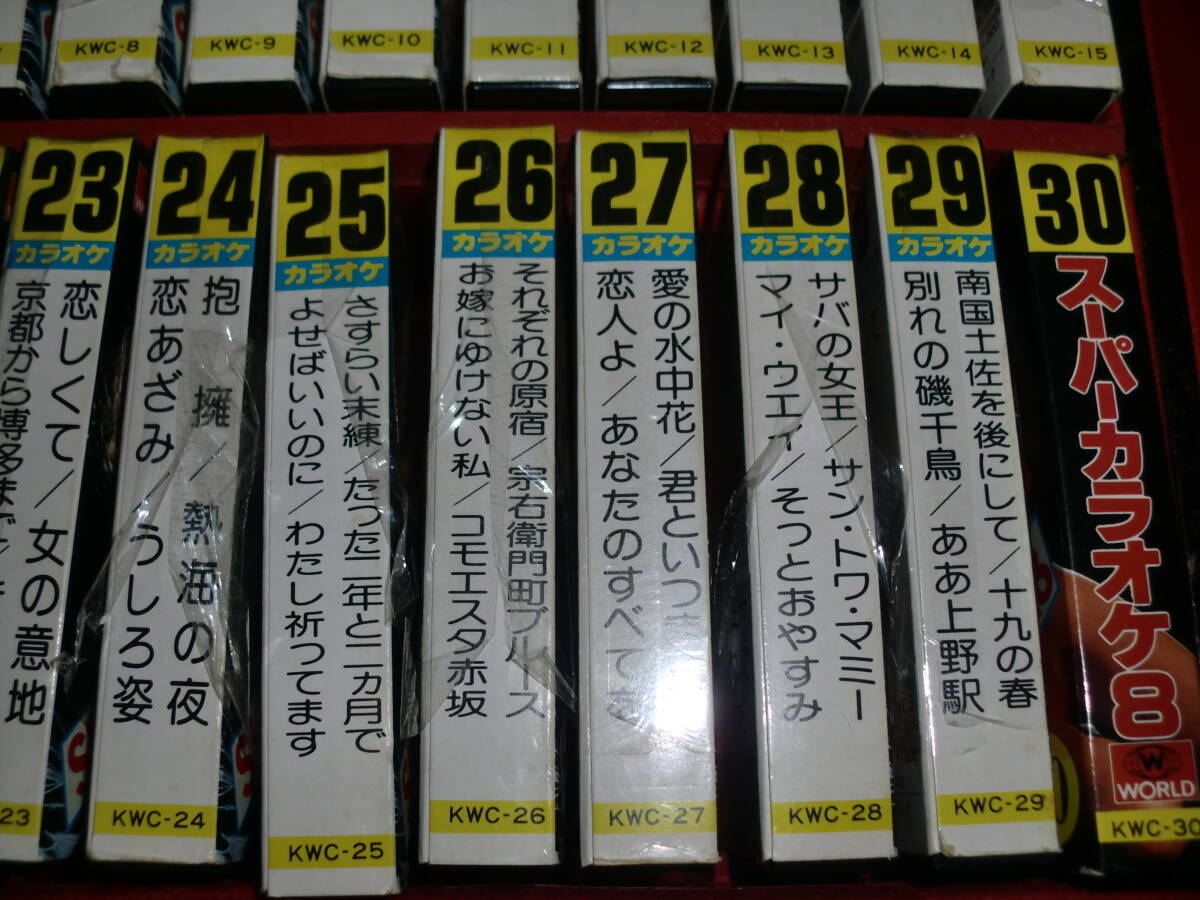 KWC-8
KWC-9
KWC-10
KWC-11
KWC-12
KWC-13
KWC-14
KWC-15
23
恋しくて/女の意地
京都から博多まで/
23
24
カラオケ
抱擁/熱海の夜
恋あざみ/うしろ姿
KWC-24
25
カラオケ
さすらい末練/たった二年と二ヵ月で
よせばいいのに/わたし祈ってます
KWC-25
26
カラオケ
それぞれの原宿/宗右衛門町ブルース
お嫁にゆけない私/コモエスタ赤坂
KWC-26
27
カラオケ
愛の水中花/君といつ
恋人よ/あなたのすべてを
KWC-27
28
カラオケ
サバの女王/サン・トワ・マミー
マイ・ウエイ/そっとおやすみ
KWC-28
29
カラオケ
南国土佐を後にして/十九の春
別れの磯千鳥/ああ上野駅
KWC-29
30
スーパーカラオケ8
W
WORLD
KWC-30